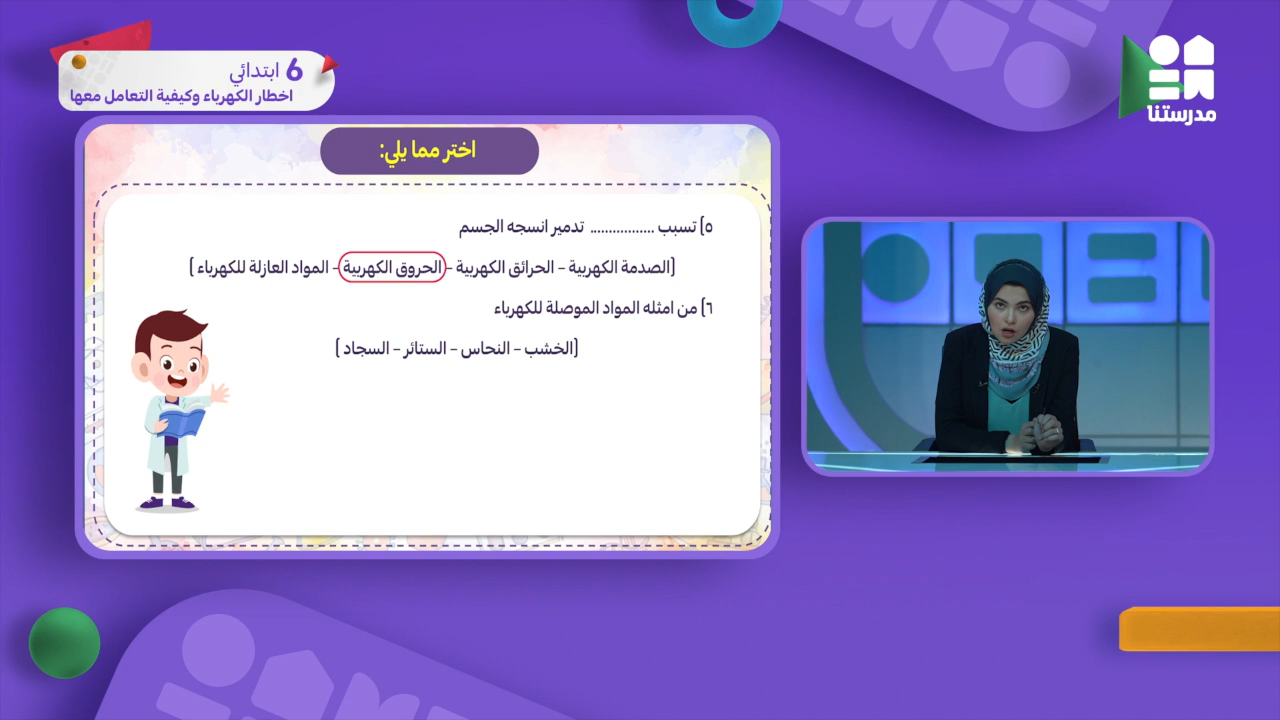 6 ابتدائي
اخطار الكهرباء وكيفية التعامل معها
مدرستنا
اختر مما يلي:
٥) تسبب ................ تدمير انسجه الجسم
(الصدمة الكهربية - الحرائق الكهربية - الحروق الكهربية - المواد العازلة للكهرباء )
٦) من امثله المواد الموصلة للكهرباء
(الخشب - النحاس - الستائر - السجاد )